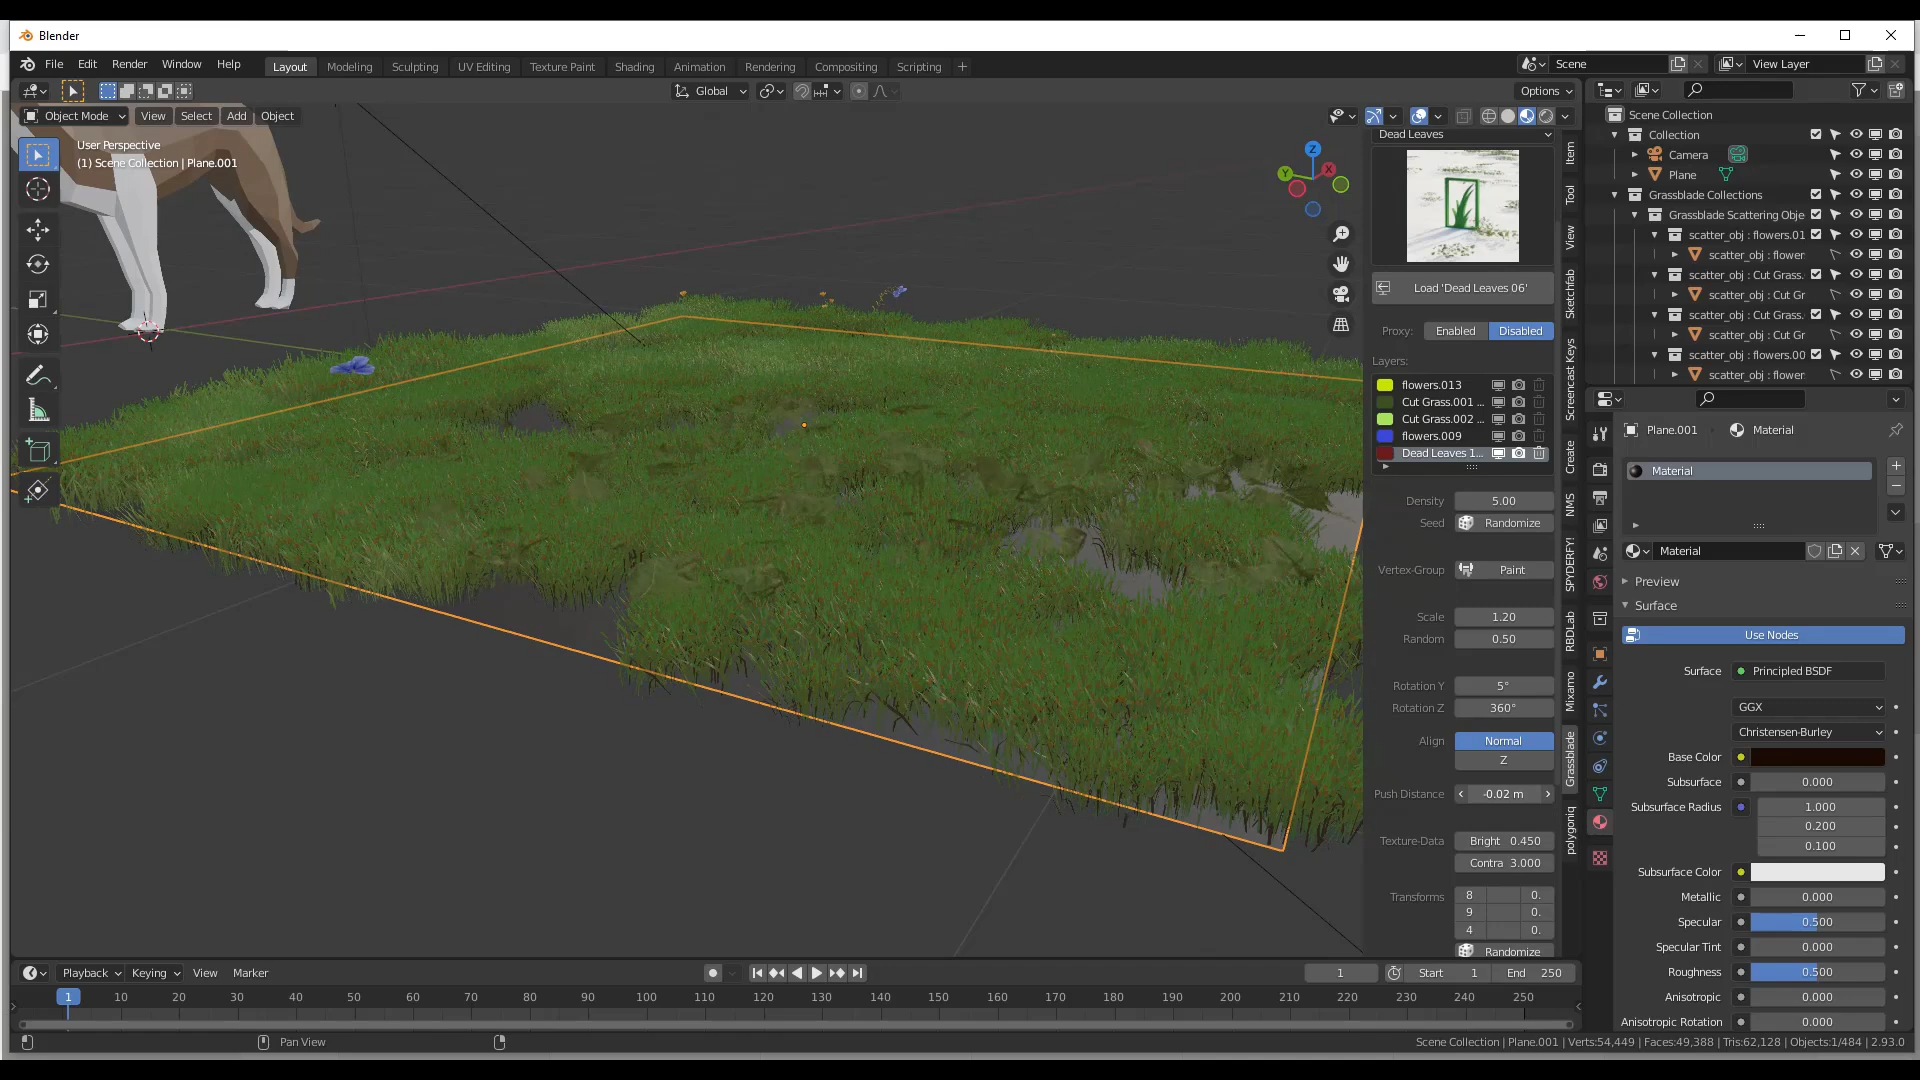 Blender
File Edit Render Window Help Layout Modeling Sculpting UV Editing Texture Paint Shading Animation Rendering Compositing Scripting + Scene View Layer
Global Options
Object Mode View Select Add Object
User Perspective
(1) Scene Collection | Plane.001
Z
Y
X
Dead Leaves
Load 'Dead Leaves 06'
Proxy: Enabled Disabled
Layers:
flowers.013
Cut Grass.001 ...
Cut Grass.002 ...
flowers.009
Dead Leaves 1...
Density 5.00
Seed Randomize
Vertex-Group Paint
Scale 1.20
Random 0.50
Rotation Y 5°
Rotation Z 360°
Align Normal
Z
Push Distance -0.02 m
Texture-Data Bright 0.450
Contra 3.000
Transforms 8 0.
9 0.
4 0.
Randomize
Item
Tool
View
Sketchfab
Screencast Keys
Create
NMS
SPYDERFY!
RBDLab
Mixamo
Grassblade
polygoniq
Scene Collection
Collection
Camera
Plane
Grassblade Collections
Grassblade Scattering Obje
scatter_obj : flowers.01
scatter_obj : flower
scatter_obj : Cut Grass.
scatter_obj : Cut Gr
scatter_obj : Cut Grass.
scatter_obj : Cut Gr
scatter_obj : flowers.00
scatter_obj : flower
Plane.001 Material
Material
Material
Preview
Surface
Use Nodes
Surface Principled BSDF
GGX
Christensen-Burley
Base Color
Subsurface 0.000
Subsurface Radius 1.000
0.200
0.100
Subsurface Color
Metallic 0.000
Specular 0.500
Specular Tint 0.000
Roughness 0.500
Anisotropic 0.000
Anisotropic Rotation 0.000
Playback Keying View Marker 1 Start 1 End 250
1 10 20 30 40 50 60 70 80 90 100 110 120 130 140 150 160 170 180 190 200 210 220 230 240 250
Pan View
Scene Collection | Plane.001 | Verts:54,449 | Faces:49,388 | Tris:62,128 | Objects:1/484 | 2.93.0